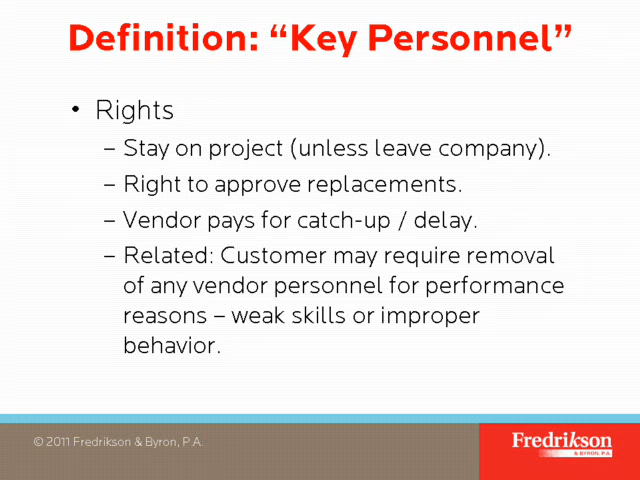 Definition: “Key Personnel”
• Rights
– Stay on project (unless leave company).
– Right to approve replacements.
– Vendor pays for catch-up / delay.
– Related: Customer may require removal
of any vendor personnel for performance
reasons – weak skills or improper
behavior.
© 2011 Fredrikson & Byron, P.A.
Fredrikson
& BYRON, P.A.